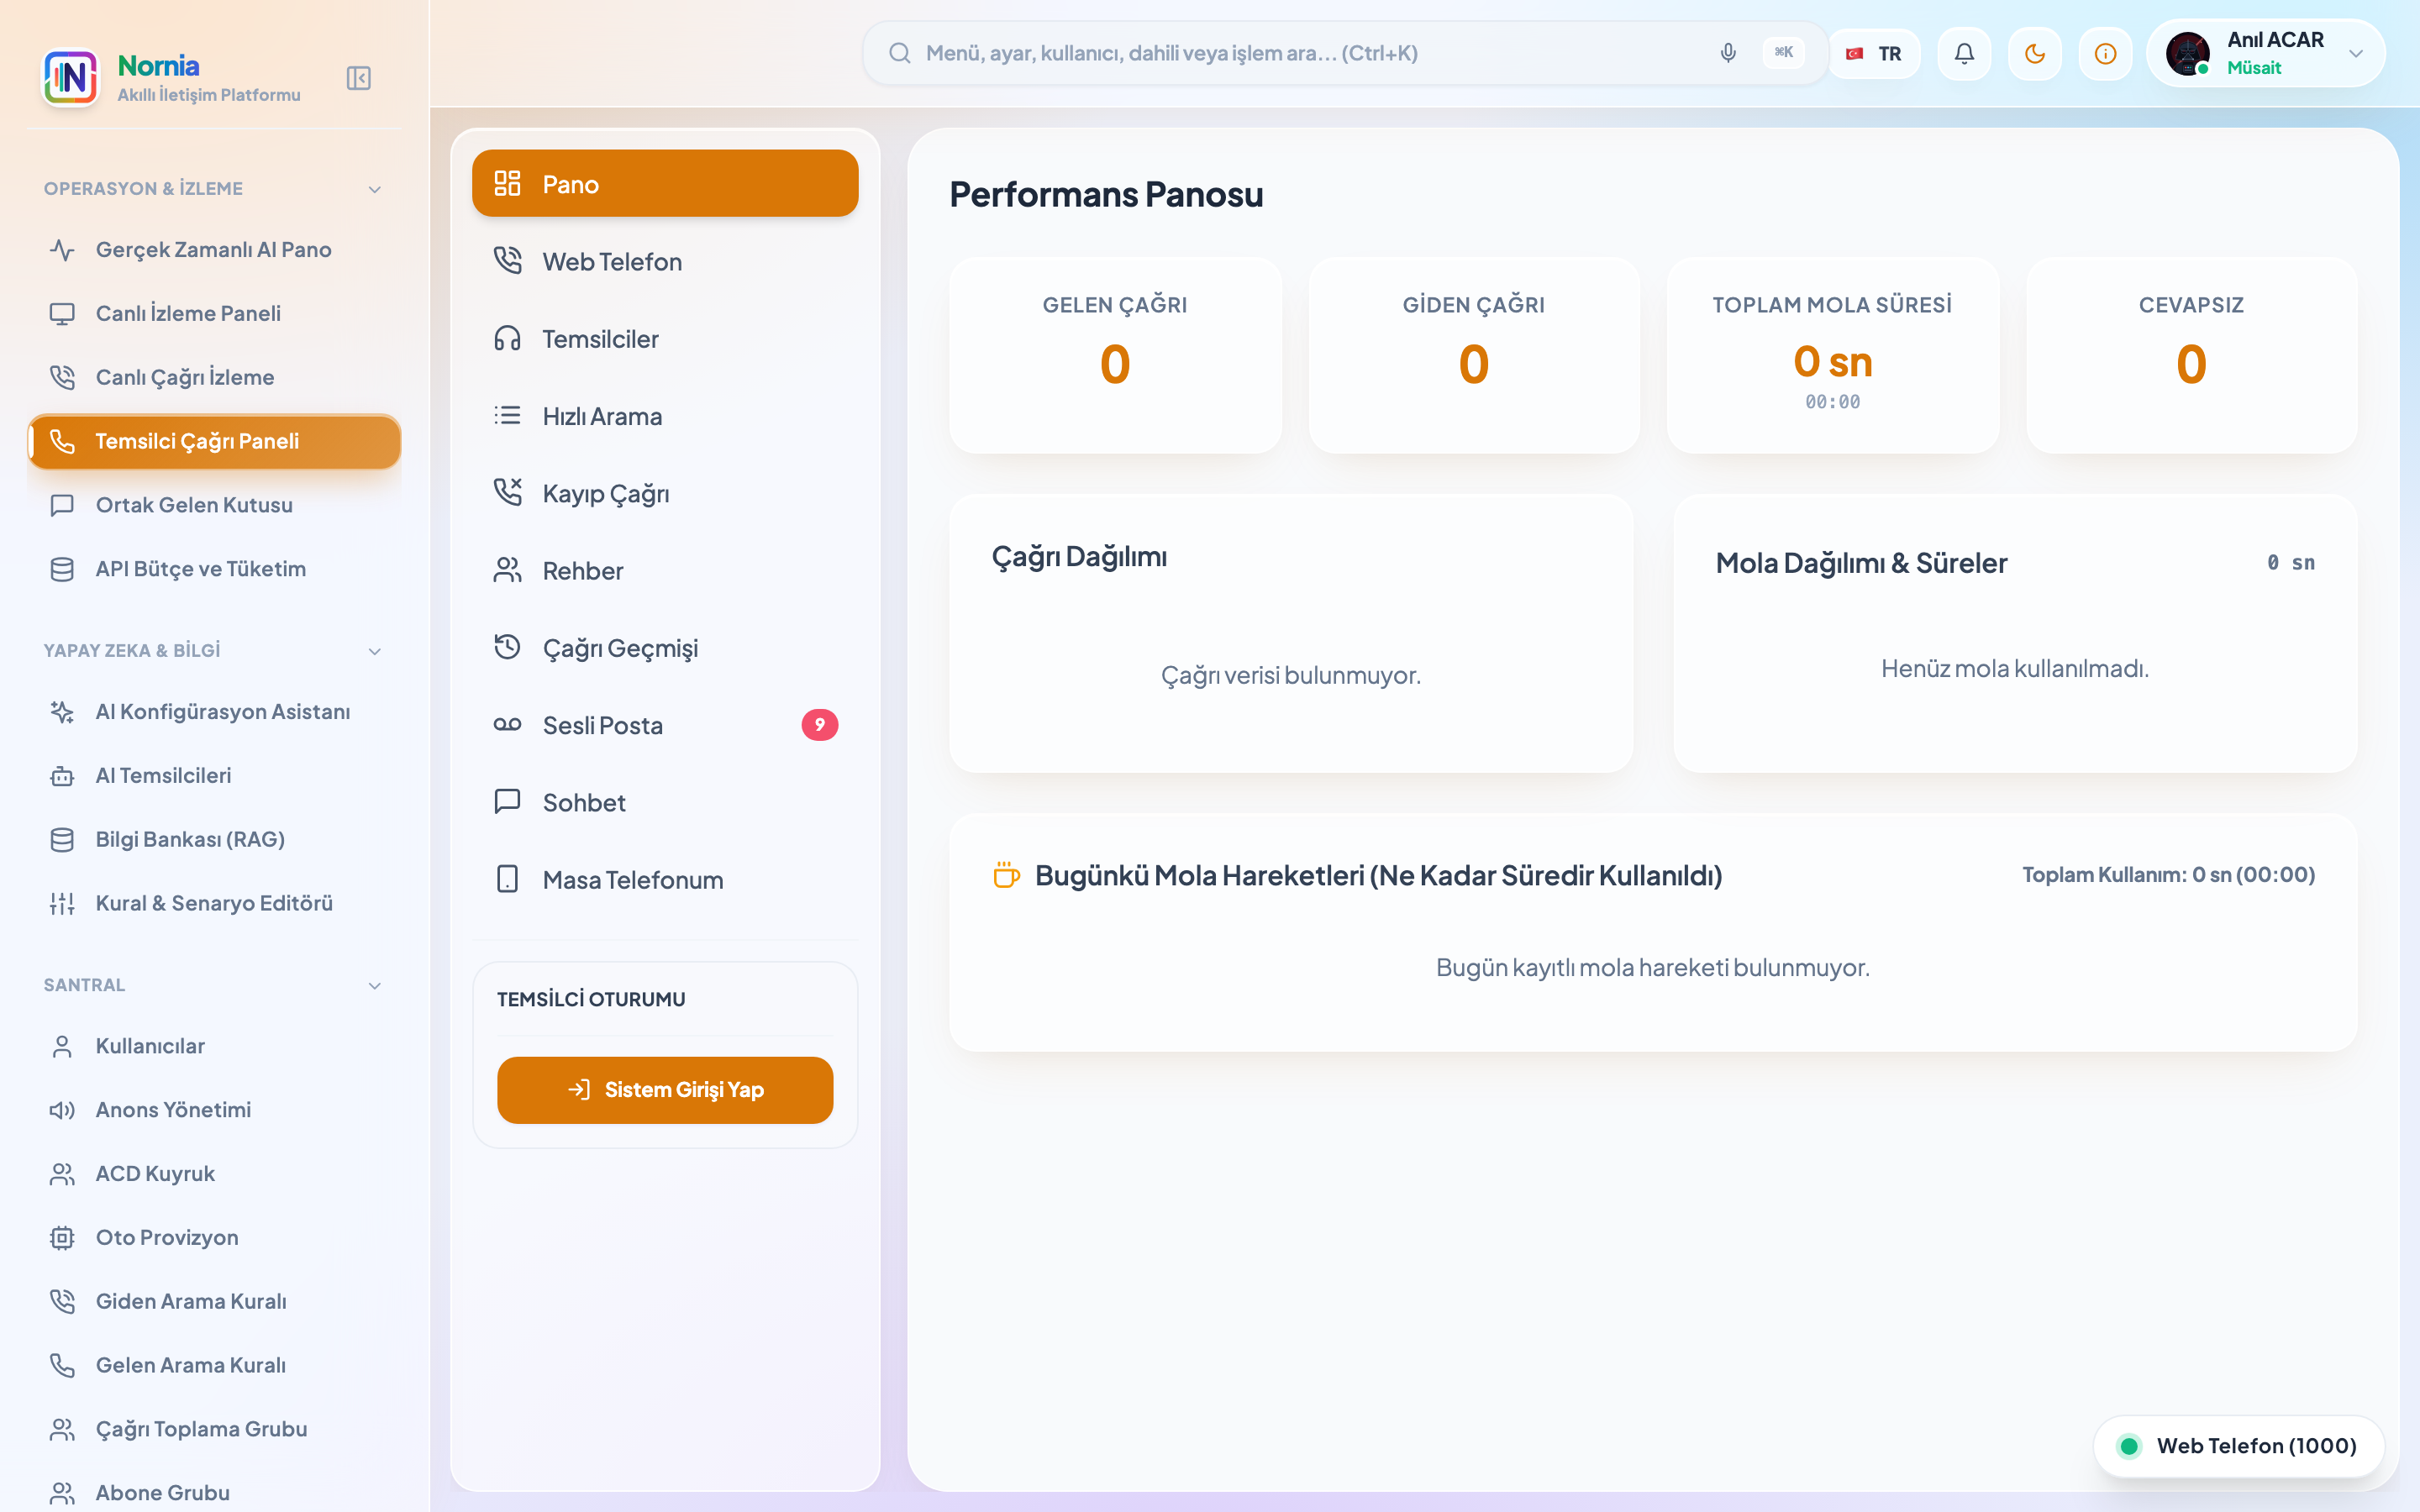 Nornia
Akıllı İletişim Platformu
OPERASYON & İZLEME
Gerçek Zamanlı AI Pano
Canlı İzleme Paneli
Canlı Çağrı İzleme
Temsilci Çağrı Paneli
Ortak Gelen Kutusu
API Bütçe ve Tüketim
YAPAY ZEKA & BİLGİ
AI Konfigürasyon Asistanı
AI Temsilcileri
Bilgi Bankası (RAG)
Kural & Senaryo Editörü
SANTRAL
Kullanıcılar
Anons Yönetimi
ACD Kuyruk
Oto Provizyon
Giden Arama Kuralı
Gelen Arama Kuralı
Çağrı Toplama Grubu
Abone Grubu
Menü, ayar, kullanıcı, dahili veya işlem ara... (Ctrl+K)
⌘K
TR
Anıl ACAR
Müsait
Pano
Web Telefon
Temsilciler
Hızlı Arama
Kayıp Çağrı
Rehber
Çağrı Geçmişi
Sesli Posta 9
Sohbet
Masa Telefonum
TEMSİLCİ OTURUMU
Sistem Girişi Yap
Performans Panosu
GELEN ÇAĞRI
0
GİDEN ÇAĞRI
0
TOPLAM MOLA SÜRESİ
0 sn
00:00
CEVAPSIZ
0
Çağrı Dağılımı
Çağrı verisi bulunmuyor.
Mola Dağılımı & Süreler 0 sn
Henüz mola kullanılmadı.
Bugünkü Mola Hareketleri (Ne Kadar Süredir Kullanıldı) Toplam Kullanım: 0 sn (00:00)
Bugün kayıtlı mola hareketi bulunmuyor.
Web Telefon (1000)